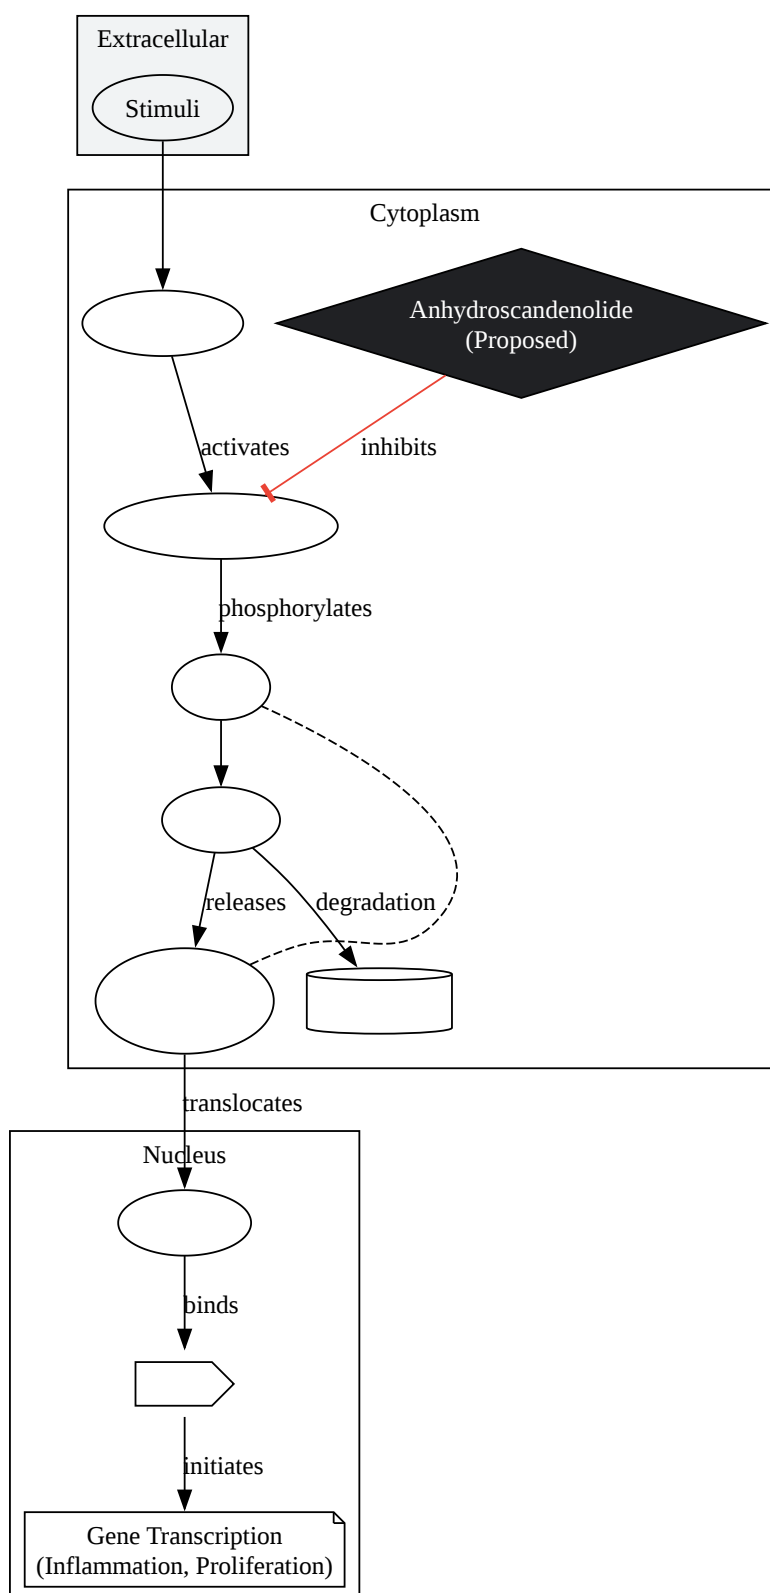 Extracellular
Stimuli
Cytoplasm
Anhydroscandenolide
(Proposed)
activates
inhibits
phosphorylates
releases
degradation
translocates
Nucleus
binds
initiates
Gene Transcription
(Inflammation, Proliferation)